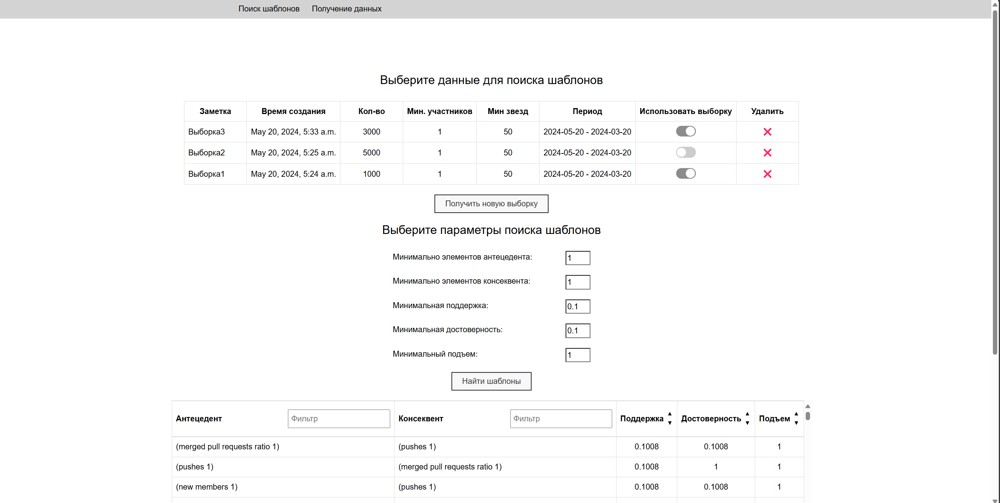 Поиск шаблонов Получение данных
Выберите данные для поиска шаблонов
Заметка Время создания Кол-во Мин. участников Мин звезд Период Использовать выборку Удалить
Выборка3 May 20, 2024, 5:33 a.m. 3000 1 50 2024-05-20 - 2024-03-20
Выборка2 May 20, 2024, 5:25 a.m. 5000 1 50 2024-05-20 - 2024-03-20
Выборка1 May 20, 2024, 5:24 a.m. 1000 1 50 2024-05-20 - 2024-03-20
Получить новую выборку
Выберите параметры поиска шаблонов
Минимально элементов антецедента: 1
Минимально элементов консеквента: 1
Минимальная поддержка: 0.1
Минимальная достоверность: 0.1
Минимальный подъем: 1
Найти шаблоны
Антецедент Фильтр Консеквент Фильтр Поддержка Достоверность Подъем
(merged pull requests ratio 1) (pushes 1) 0.1008 0.1008 1
(pushes 1) (merged pull requests ratio 1) 0.1008 1 1
(new members 1) (pushes 1) 0.1008 0.1008 1